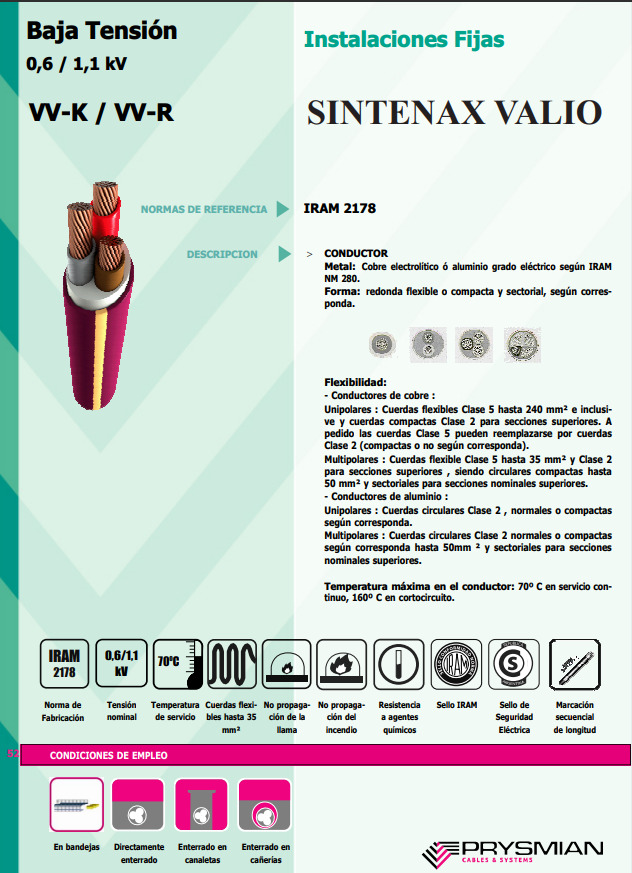 Baja Tensión
0,6 / 1,1 kV
Instalaciones Fijas
VV-K / VV-R
SINTENAX VALIO
NORMAS DE REFERENCIA
IRAM 2178
DESCRIPCION
> CONDUCTOR
Metal: Cobre electrolítico ó aluminio grado eléctrico según IRAM
NM 280.
Forma: redonda flexible o compacta y sectorial, según corres-
ponda.
Flexibilidad:
- Conductores de cobre :
Unipolares : Cuerdas flexibles Clase 5 hasta 240 mm² e inclusi-
ve y cuerdas compactas Clase 2 para secciones superiores. A
pedido las cuerdas Clase 5 pueden reemplazarse por cuerdas
Clase 2 (compactas o no según corresponda).
Multipolares : Cuerdas flexible Clase 5 hasta 35 mm² y Clase 2
para secciones superiores , siendo circulares compactas hasta
50 mm² y sectoriales para secciones nominales superiores.
- Conductores de aluminio :
Unipolares : Cuerdas circulares Clase 2 , normales o compactas
según corresponda.
Multipolares : Cuerdas circulares Clase 2 normales o compactas
según corresponda hasta 50mm ² y sectoriales para secciones
nominales superiores.
Temperatura máxima en el conductor: 70º C en servicio con-
tinuo, 160º C en cortocircuito.
IRAM
2178
0,6/1,1
kV
70ºC
IRAM
S
Norma de
Fabricación
Tensión
nominal
Temperatura
de servicio
Cuerdas flexi-
bles hasta 35
mm²
No propaga-
ción de la
llama
No propaga-
ción del
incendio
Resistencia
a agentes
químicos
Sello IRAM
Sello de
Seguridad
Eléctrica
Marcación
secuencial
de longitud
52
CONDICIONES DE EMPLEO
En bandejas
Directamente
enterrado
Enterrado en
canaletas
Enterrado en
cañerias
PRYSMIAN
CABLES & SYSTEMS